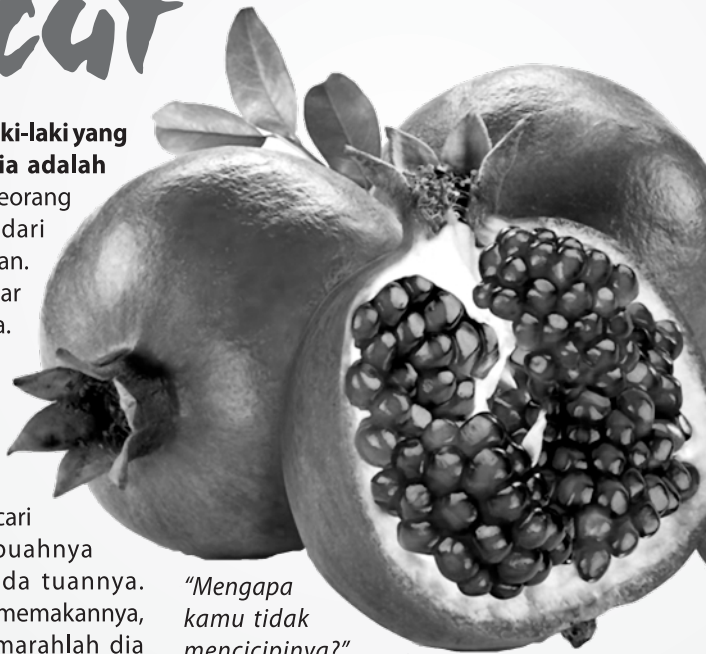 ki-laki yang
ia adalah
eorang
dari
an.
ar
a.
cari
buahnya
da tuannya.
memakannya,
marahlah dia
“Mengapa
kamu tidak
mencicipinya?”